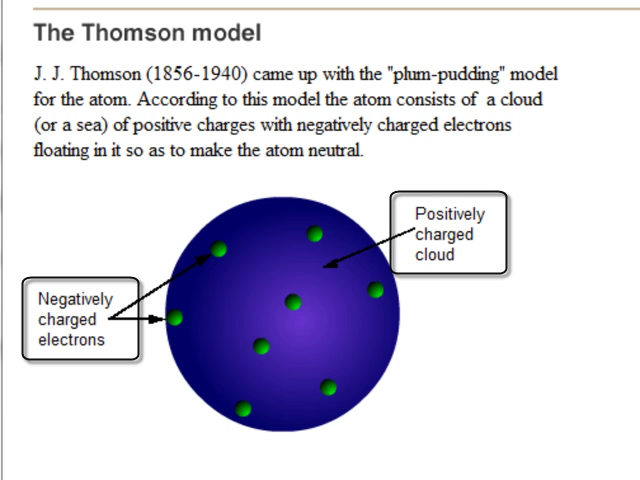 The Thomson model
J. J. Thomson (1856-1940) came up with the "plum-pudding" model
for the atom. According to this model the atom consists of a cloud
(or a sea) of positive charges with negatively charged electrons
floating in it so as to make the atom neutral.
Positively
charged
cloud
Negatively
charged
electrons